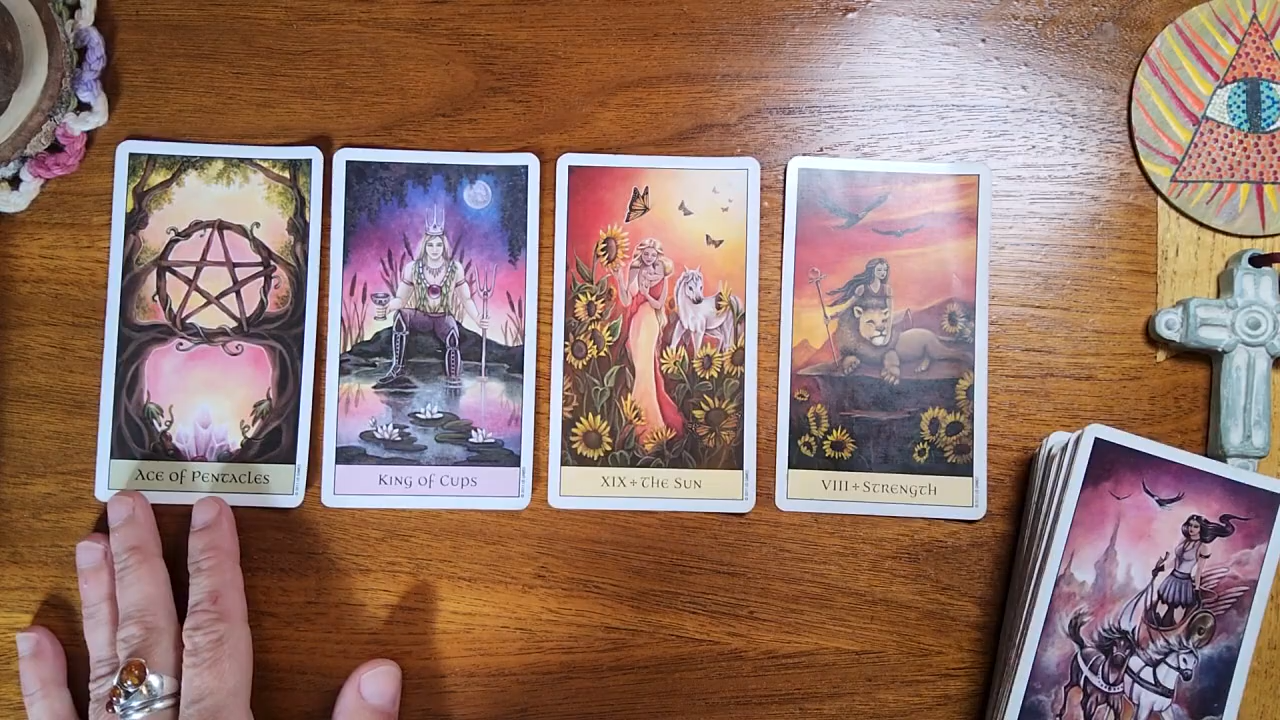 Ace of Pentacles
King of Cups
XIX+The Sun
VIII+Strength